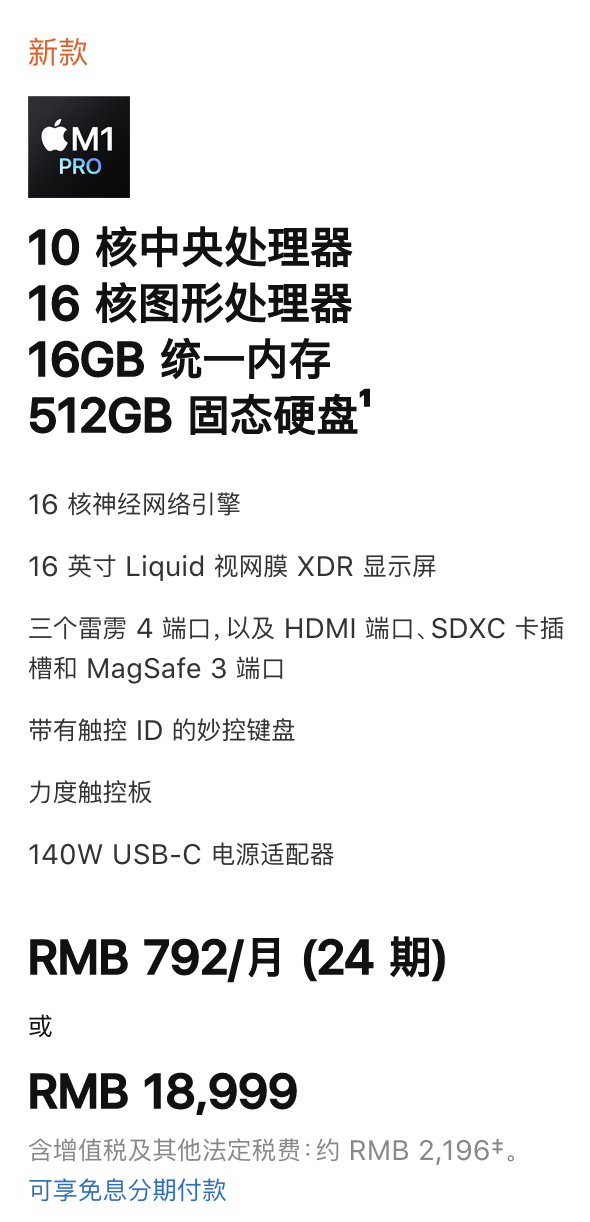 新款
M1
PRO
10 核中央处理器
16 核图形处理器
16GB 统一内存
512GB 固态硬盘¹
16 核神经网络引擎
16 英寸 Liquid 视网膜 XDR 显示屏
三个雷雳 4 端口，以及 HDMI 端口、SDXC 卡插
槽和 MagSafe 3 端口
带有触控 ID 的妙控键盘
力度触控板
140W USB-C 电源适配器
RMB 792/月 (24 期)
或
RMB 18,999
含增值税及其他法定税费：约 RMB 2,196‡。
可享免息分期付款